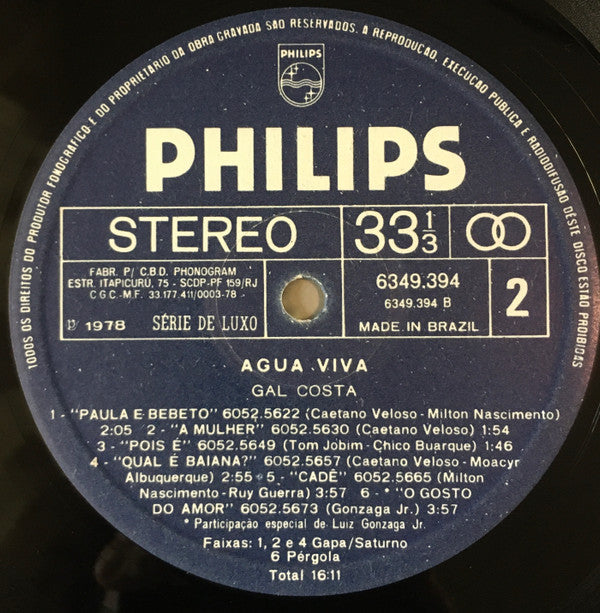 TODOS OS DIREITOS DO PRODUTOR FONOGRÁFICO E DO PROPRIETÁRIO DA OBRA GRAVADA SÃO RESERVADOS. A REPRODUÇÃO, EXECUÇÃO PÚBLICA E RADIODIFUSÃO DÊSTE DISCO ESTÃO PROIBIDAS
PHILIPS
PHILIPS
STEREO
33 1/3
FABR. P/ C.B.D. PHONOGRAM
ESTR. ITAPICURÚ, 75 - SCDP-PF 159/RJ
C.G.C.-M.F. 33.177.411/0003-78 -
℗ 1978 SÉRIE DE LUXO
6349.394
6349.394 B
MADE IN BRAZIL
2
AGUA VIVA
GAL COSTA
1 - "PAULA E BEBETO" 6052.5622 (Caetano Veloso - Milton Nascimento)
2:05 2 - "A MULHER" 6052.5630 (Caetano Veloso) 1:54
3 - "POIS É" 6052.5649 (Tom Jobim - Chico Buarque) 1:46
4 - "QUAL É BAIANA?" 6052.5657 (Caetano Veloso - Moacyr
Albuquerque) 2:55 - 5 - "CADÊ" 6052.5665 (Milton
Nascimento - Ruy Guerra) 3:57 6 - * "O GOSTO
DO AMOR" 6052.5673 (Gonzaga Jr.) 3:57
* Participação especial de Luiz Gonzaga Jr.
Faixas: 1, 2 e 4 Gapa/Saturno
6 Pérgola
Total 16:11